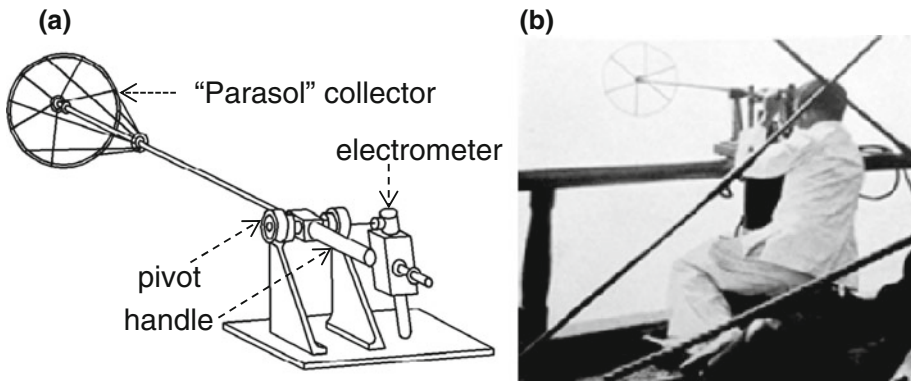 (a)
(b)
"Parasol" collector
electrometer
pivot
handle